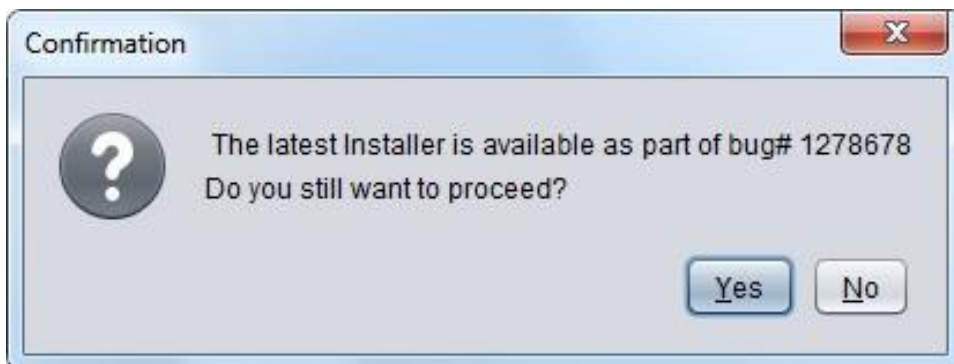 Confirmation
The latest Installer is available as part of bug# 1278678
Do you still want to proceed?
Yes No